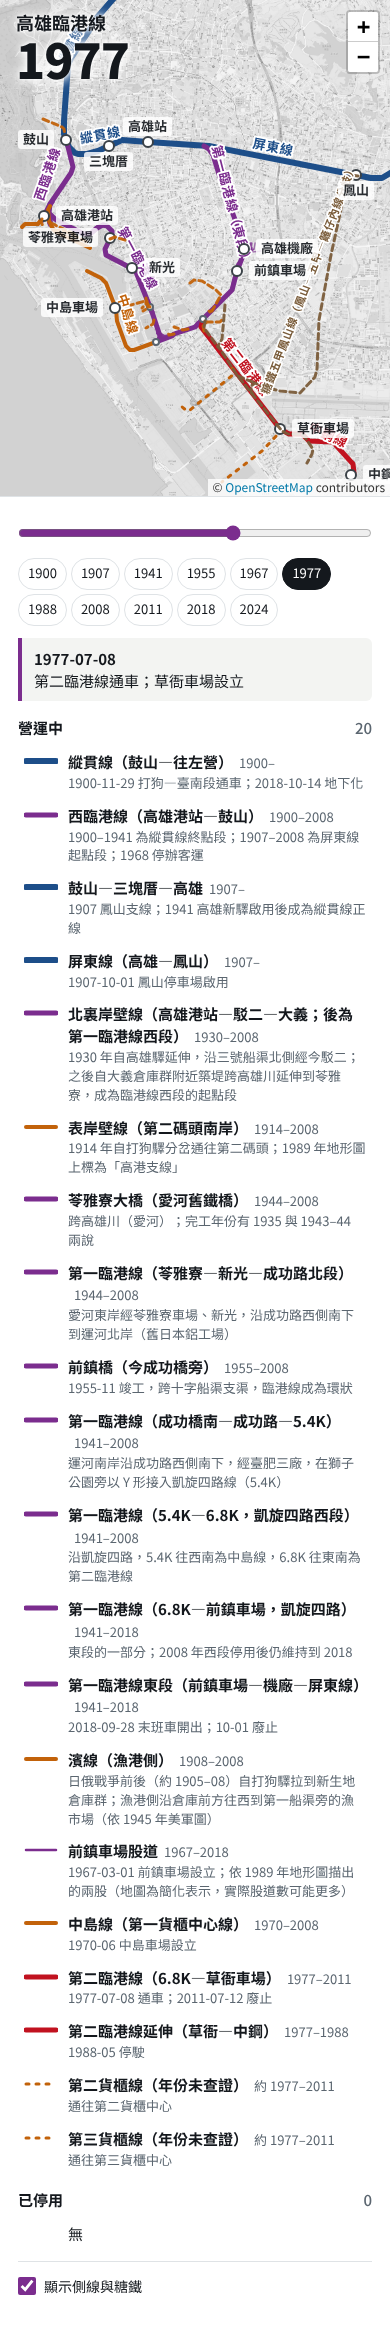 高雄臨港線
1977
+
−
縱貫線
高雄站
鼓山
三塊厝
屏東線
鳳山
西臨港線
高雄港站
苓雅寮車場
新光
高雄機廠
前鎮車場
中島車場
中島線
草衙車場
© OpenStreetMap contributors
1900
1907
1941
1955
1967
1977
1988
2008
2011
2018
2024
1977-07-08
第二臨港線通車；草衙車場設立
營運中 20
縱貫線（鼓山—往左營） 1900–
1900-11-29 打狗—臺南段通車；2018-10-14 地下化
西臨港線（高雄港站—鼓山） 1900–2008
1900–1941 為縱貫線終點段；1907–2008 為屏東線
起點段；1968 停辦客運
鼓山—三塊厝—高雄 1907–
1907 鳳山支線；1941 高雄新驛啟用後成為縱貫線正
線
屏東線（高雄—鳳山） 1907–
1907-10-01 鳳山停車場啟用
北裏岸壁線（高雄港站—駁二—大義；後為
第一臨港線西段） 1930–2008
1930 年自高雄驛延伸，沿三號船渠北側經今駁二；
之後自大義倉庫群附近築堤跨高雄川延伸到苓雅
寮，成為臨港線西段的起點段
表岸壁線（第二碼頭南岸） 1914–2008
1914 年自打狗驛分岔通往第二碼頭；1989 年地形圖
上標為「高港支線」
苓雅寮大橋（愛河舊鐵橋） 1944–2008
跨高雄川（愛河）；完工年份有 1935 與 1943–44
兩說
第一臨港線（苓雅寮—新光—成功路北段）
1944–2008
愛河東岸經苓雅寮車場、新光，沿成功路西側南下
到運河北岸（舊日本鋁工場）
前鎮橋（今成功橋旁） 1955–2008
1955-11 竣工，跨十字船渠支渠，臨港線成為環狀
第一臨港線（成功橋南—成功路—5.4K）
1941–2008
運河南岸沿成功路西側南下，經臺肥三廠，在獅子
公園旁以 Y 形接入凱旋四路線（5.4K）
第一臨港線（5.4K—6.8K，凱旋四路西段）
1941–2008
沿凱旋四路，5.4K 往西南為中島線，6.8K 往東南為
第二臨港線
第一臨港線（6.8K—前鎮車場，凱旋四路）
1941–2018
東段的一部分；2008 年西段停用後仍維持到 2018
第一臨港線東段（前鎮車場—機廠—屏東線）
1941–2018
2018-09-28 末班車開出；10-01 廢止
濱線（漁港側） 1908–2008
日俄戰爭前後（約 1905–08）自打狗驛拉到新生地
倉庫群；漁港側沿倉庫前方往西到第一船渠旁的漁
市場（依 1945 年美軍圖）
前鎮車場股道 1967–2018
1967-03-01 前鎮車場設立；依 1989 年地形圖描出
的兩股（地圖為簡化表示，實際股道數可能更多）
中島線（第一貨櫃中心線） 1970–2008
1970-06 中島車場設立
第二臨港線（6.8K—草衙車場） 1977–2011
1977-07-08 通車；2011-07-12 廢止
第二臨港線延伸（草衙—中鋼） 1977–1988
1988-05 停駛
第二貨櫃線（年份未查證） 約 1977–2011
通往第二貨櫃中心
第三貨櫃線（年份未查證） 約 1977–2011
通往第三貨櫃中心
已停用 0
無
顯示側線與糖鐵